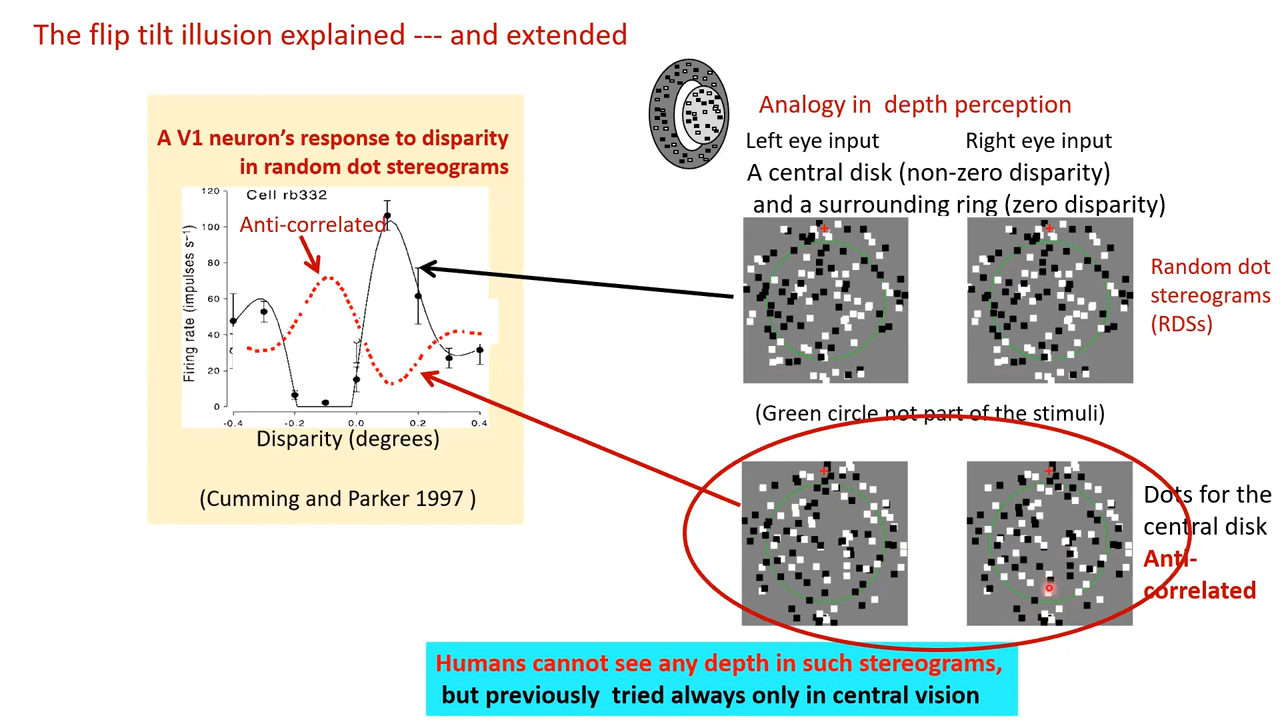 The flip tilt illusion explained --- and extended
A V1 neuron's response to disparity
in random dot stereograms
Cell rb332
Anti-correlated
Firing rate (impulses s⁻¹)
120
100
80
60
40
20
0
-0.4
-0.2
0.0
0.2
0.4
Disparity (degrees)
(Cumming and Parker 1997 )
Analogy in depth perception
Left eye input
Right eye input
A central disk (non-zero disparity)
and a surrounding ring (zero disparity)
Random dot
stereograms
(RDSs)
(Green circle not part of the stimuli)
Dots for the
central disk
Anti-
correlated
Humans cannot see any depth in such stereograms,
but previously tried always only in central vision